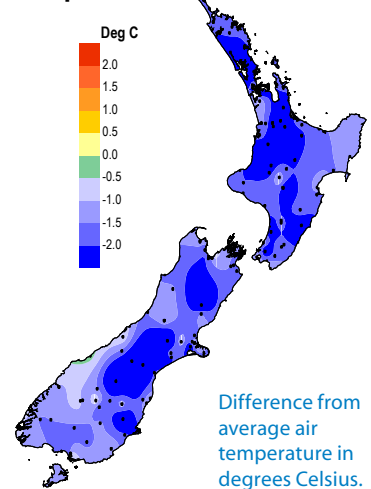 Deg C
2.0
1.5
1.0
0.5
0.0
-0.5
-1.0
-1.5
-2.0
Difference from
average air
temperature in
degrees Celsius.